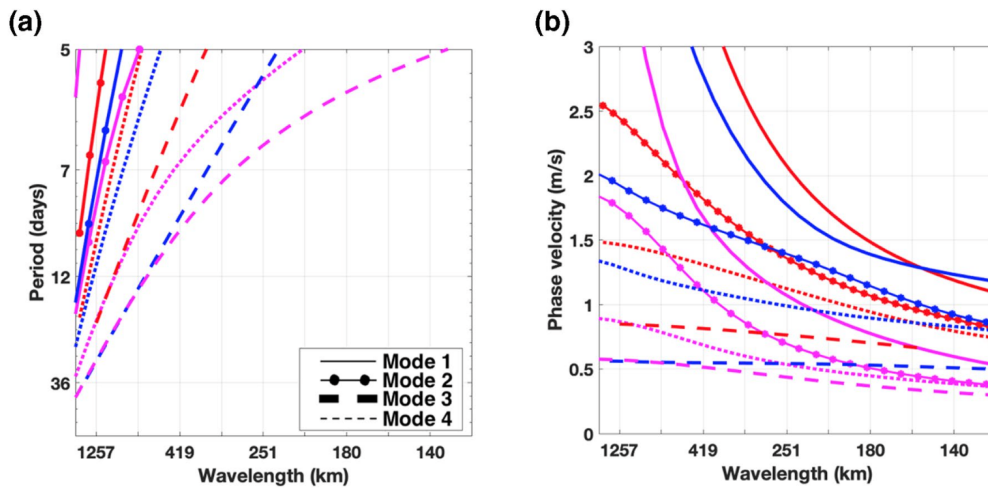 (a)
5
7
12
36
Period (days)
Mode 1
Mode 2
Mode 3
Mode 4
1257
419
251
180
140
Wavelength (km)
(b)
3
2.5
2
1.5
1
0.5
0
Phase velocity (m/s)
1257
419
251
180
140
Wavelength (km)